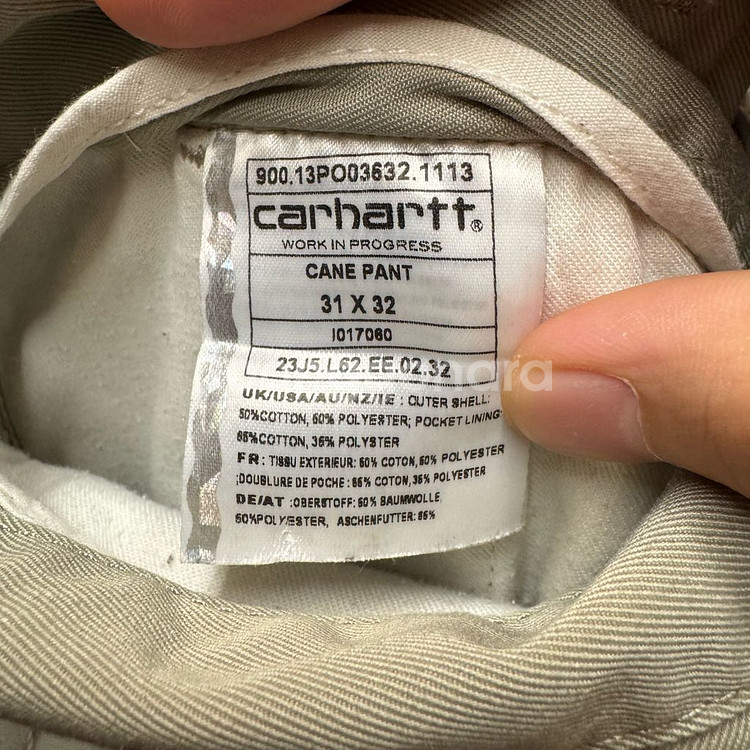 900.13PO03632.1113
carhartt®
WORK IN PROGRESS
CANE PANT
31 X 32
I017060
23J5.L62.EE.02.32
UK/USA/AU/NZ/IE : OUTER SHELL:
50%COTTON, 50% POLYESTER; POCKET LINING:
65%COTTON, 35% POLYSTER
FR : TISSU EXTERIEUR: 50% COTON,50% POLYESTER
;DOUBLURE DE POCHE : 65% COTON, 35% POLYESTER
DE/AT :OBERSTOFF: 50% BAUMWOLLE,
50%POLYESTER, ASCHENFUTTER: 65%